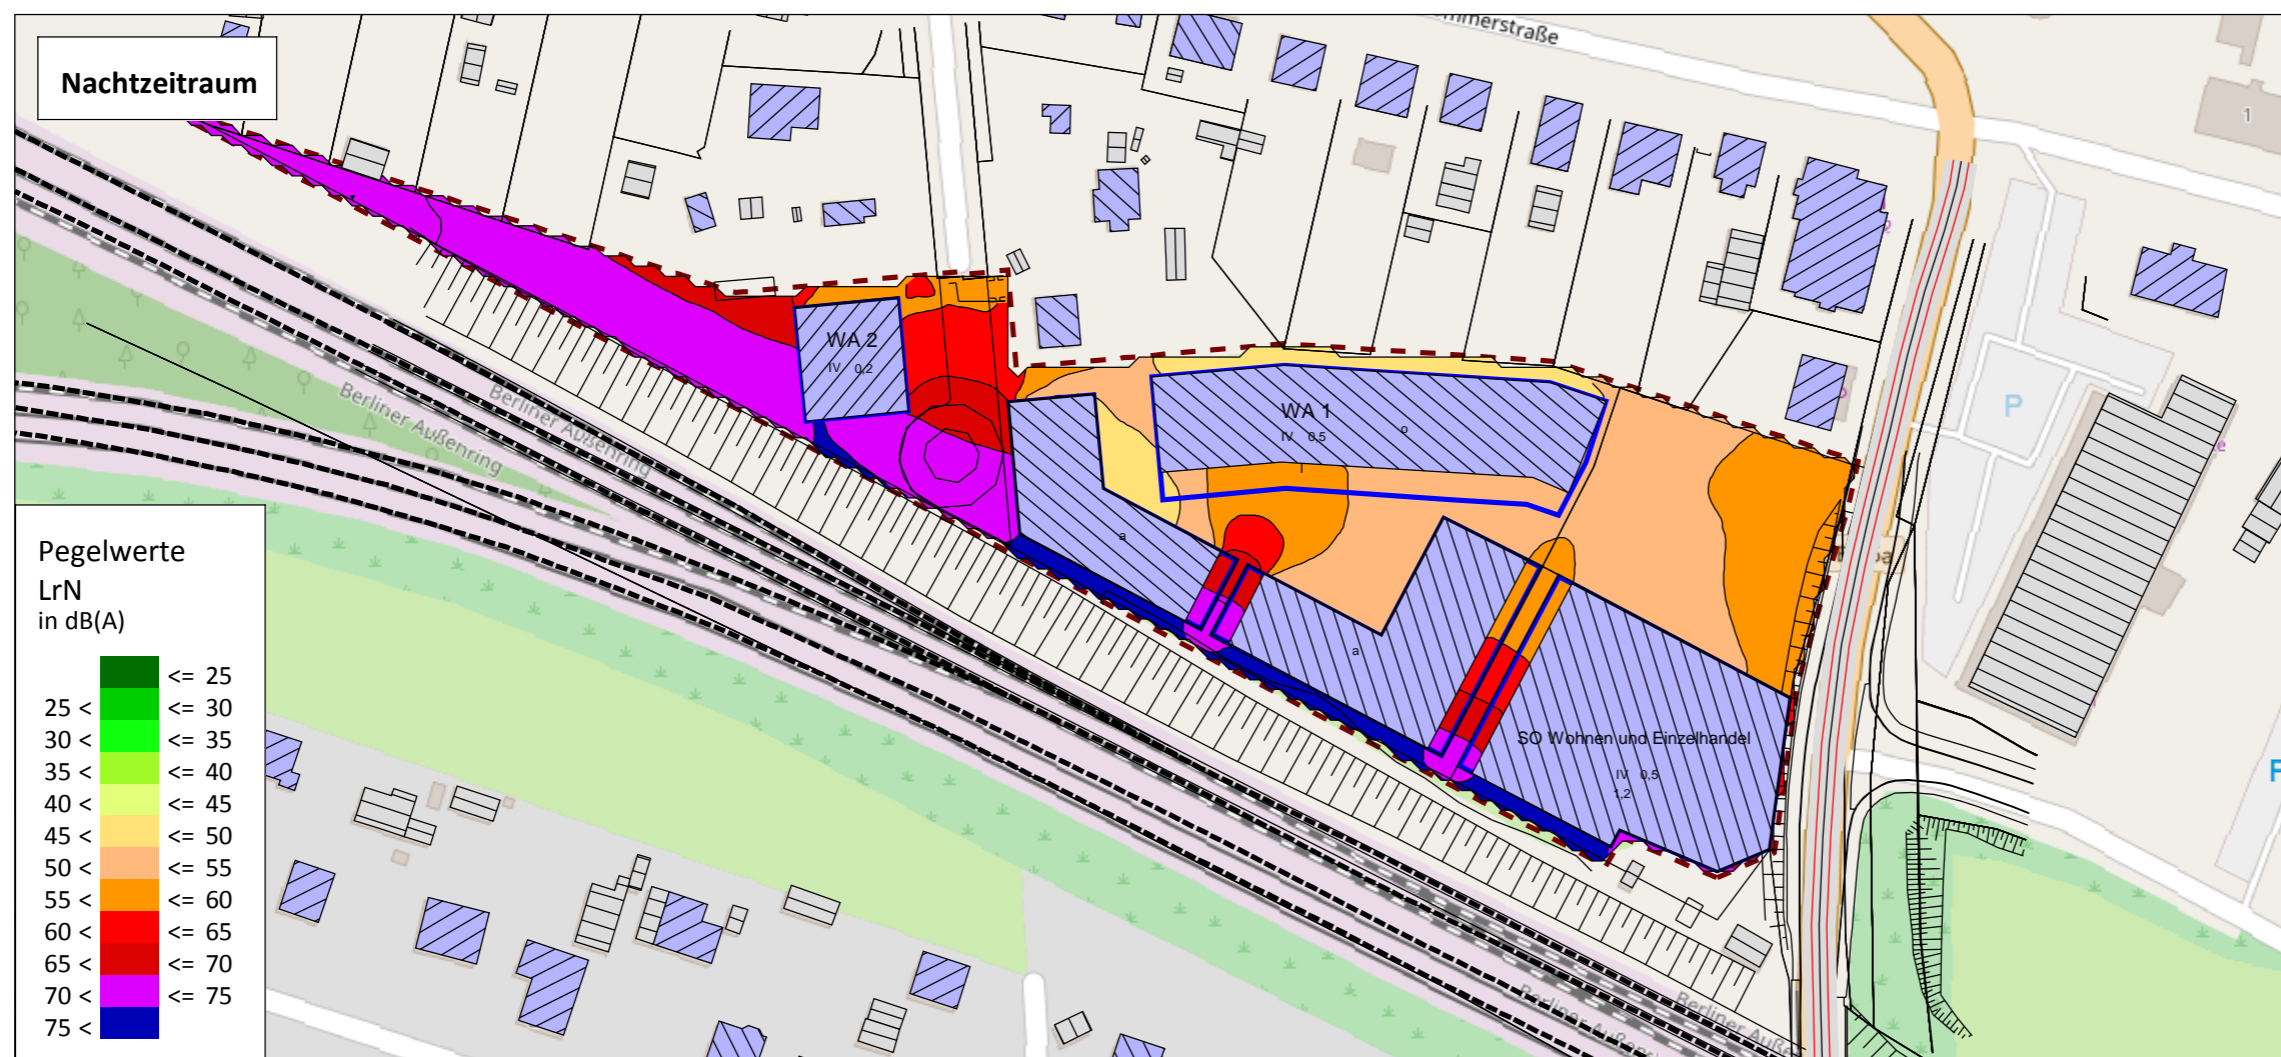 Nachtzeitraum
1
P
WA 2
IV 0,2
WA 1
IV 0,5
o
a
a
Berliner Außenring
Berliner Außenring
SO Wohnen und Einzelhandel
IV 0,5
1,2
Pegelwerte
LrN
in dB(A)
<= 25
25 < <= 30
30 < <= 35
35 < <= 40
40 < <= 45
45 < <= 50
50 < <= 55
55 < <= 60
60 < <= 65
65 < <= 70
70 < <= 75
75 <